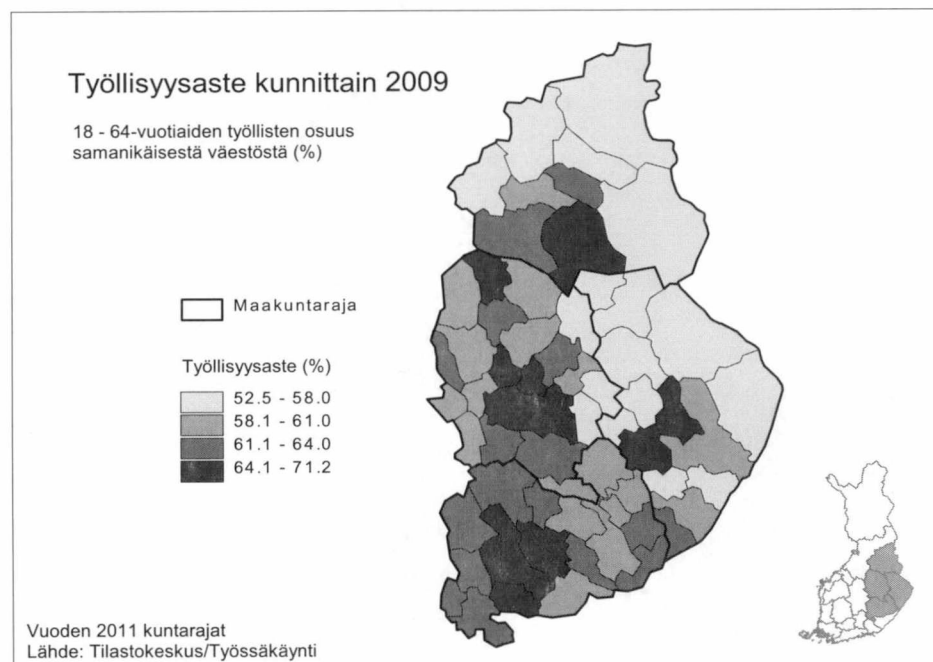 Työllisyysaste kunnittain 2009
18 - 64-vuotiaiden työllisten osuus
samanikäisestä väestöstä (%)
Maakuntaraja
Työllisyysaste (%)
52.5 - 58.0
58.1 - 61.0
61.1 - 64.0
64.1 - 71.2
Vuoden 2011 kuntarajat
Lähde: Tilastokeskus/Työssäkäynti